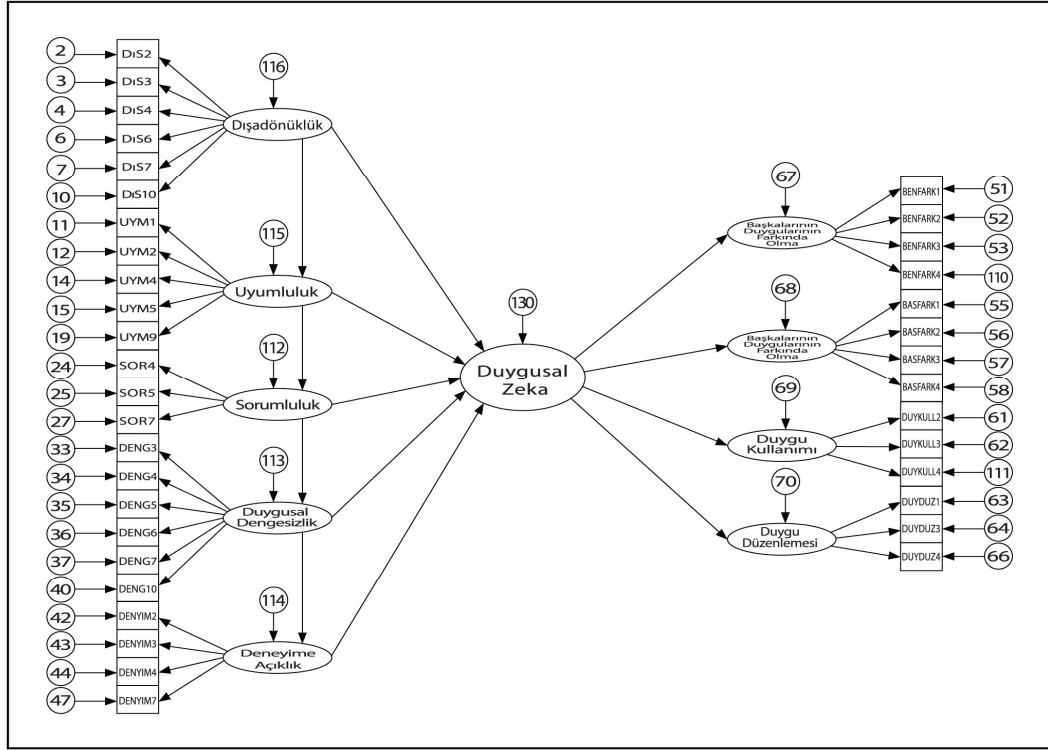 2
DıS2
3
DıS3
4
DıS4
6
DıS6
7
DıS7
10
DıS10
11
UYM1
12
UYM2
14
UYM4
15
UYM5
19
UYM9
24
SOR4
25
SOR5
27
SOR7
33
DENG3
34
DENG4
35
DENG5
36
DENG6
37
DENG7
40
DENG10
42
DENYIM2
43
DENYIM3
44
DENYIM4
47
DENYIM7
116
Dışadönüklük
115
Uyumluluk
112
Sorumluluk
113
Duygusal
Dengesizlik
114
Deneyime
Açıklık
130
Duygusal
Zeka
67
Başkalarının
Duygularının
Farkında
Olma
68
Başkalarının
Duygularının
Farkında
Olma
69
Duygu
Kullanımı
70
Duygu
Düzenlemesi
BENFARK1
51
BENFARK2
52
BENFARK3
53
BENFARK4
110
BASFARK1
55
BASFARK2
56
BASFARK3
57
BASFARK4
58
DUYKULL2
61
DUYKULL3
62
DUYKULL4
111
DUYDUZ1
63
DUYDUZ3
64
DUYDUZ4
66